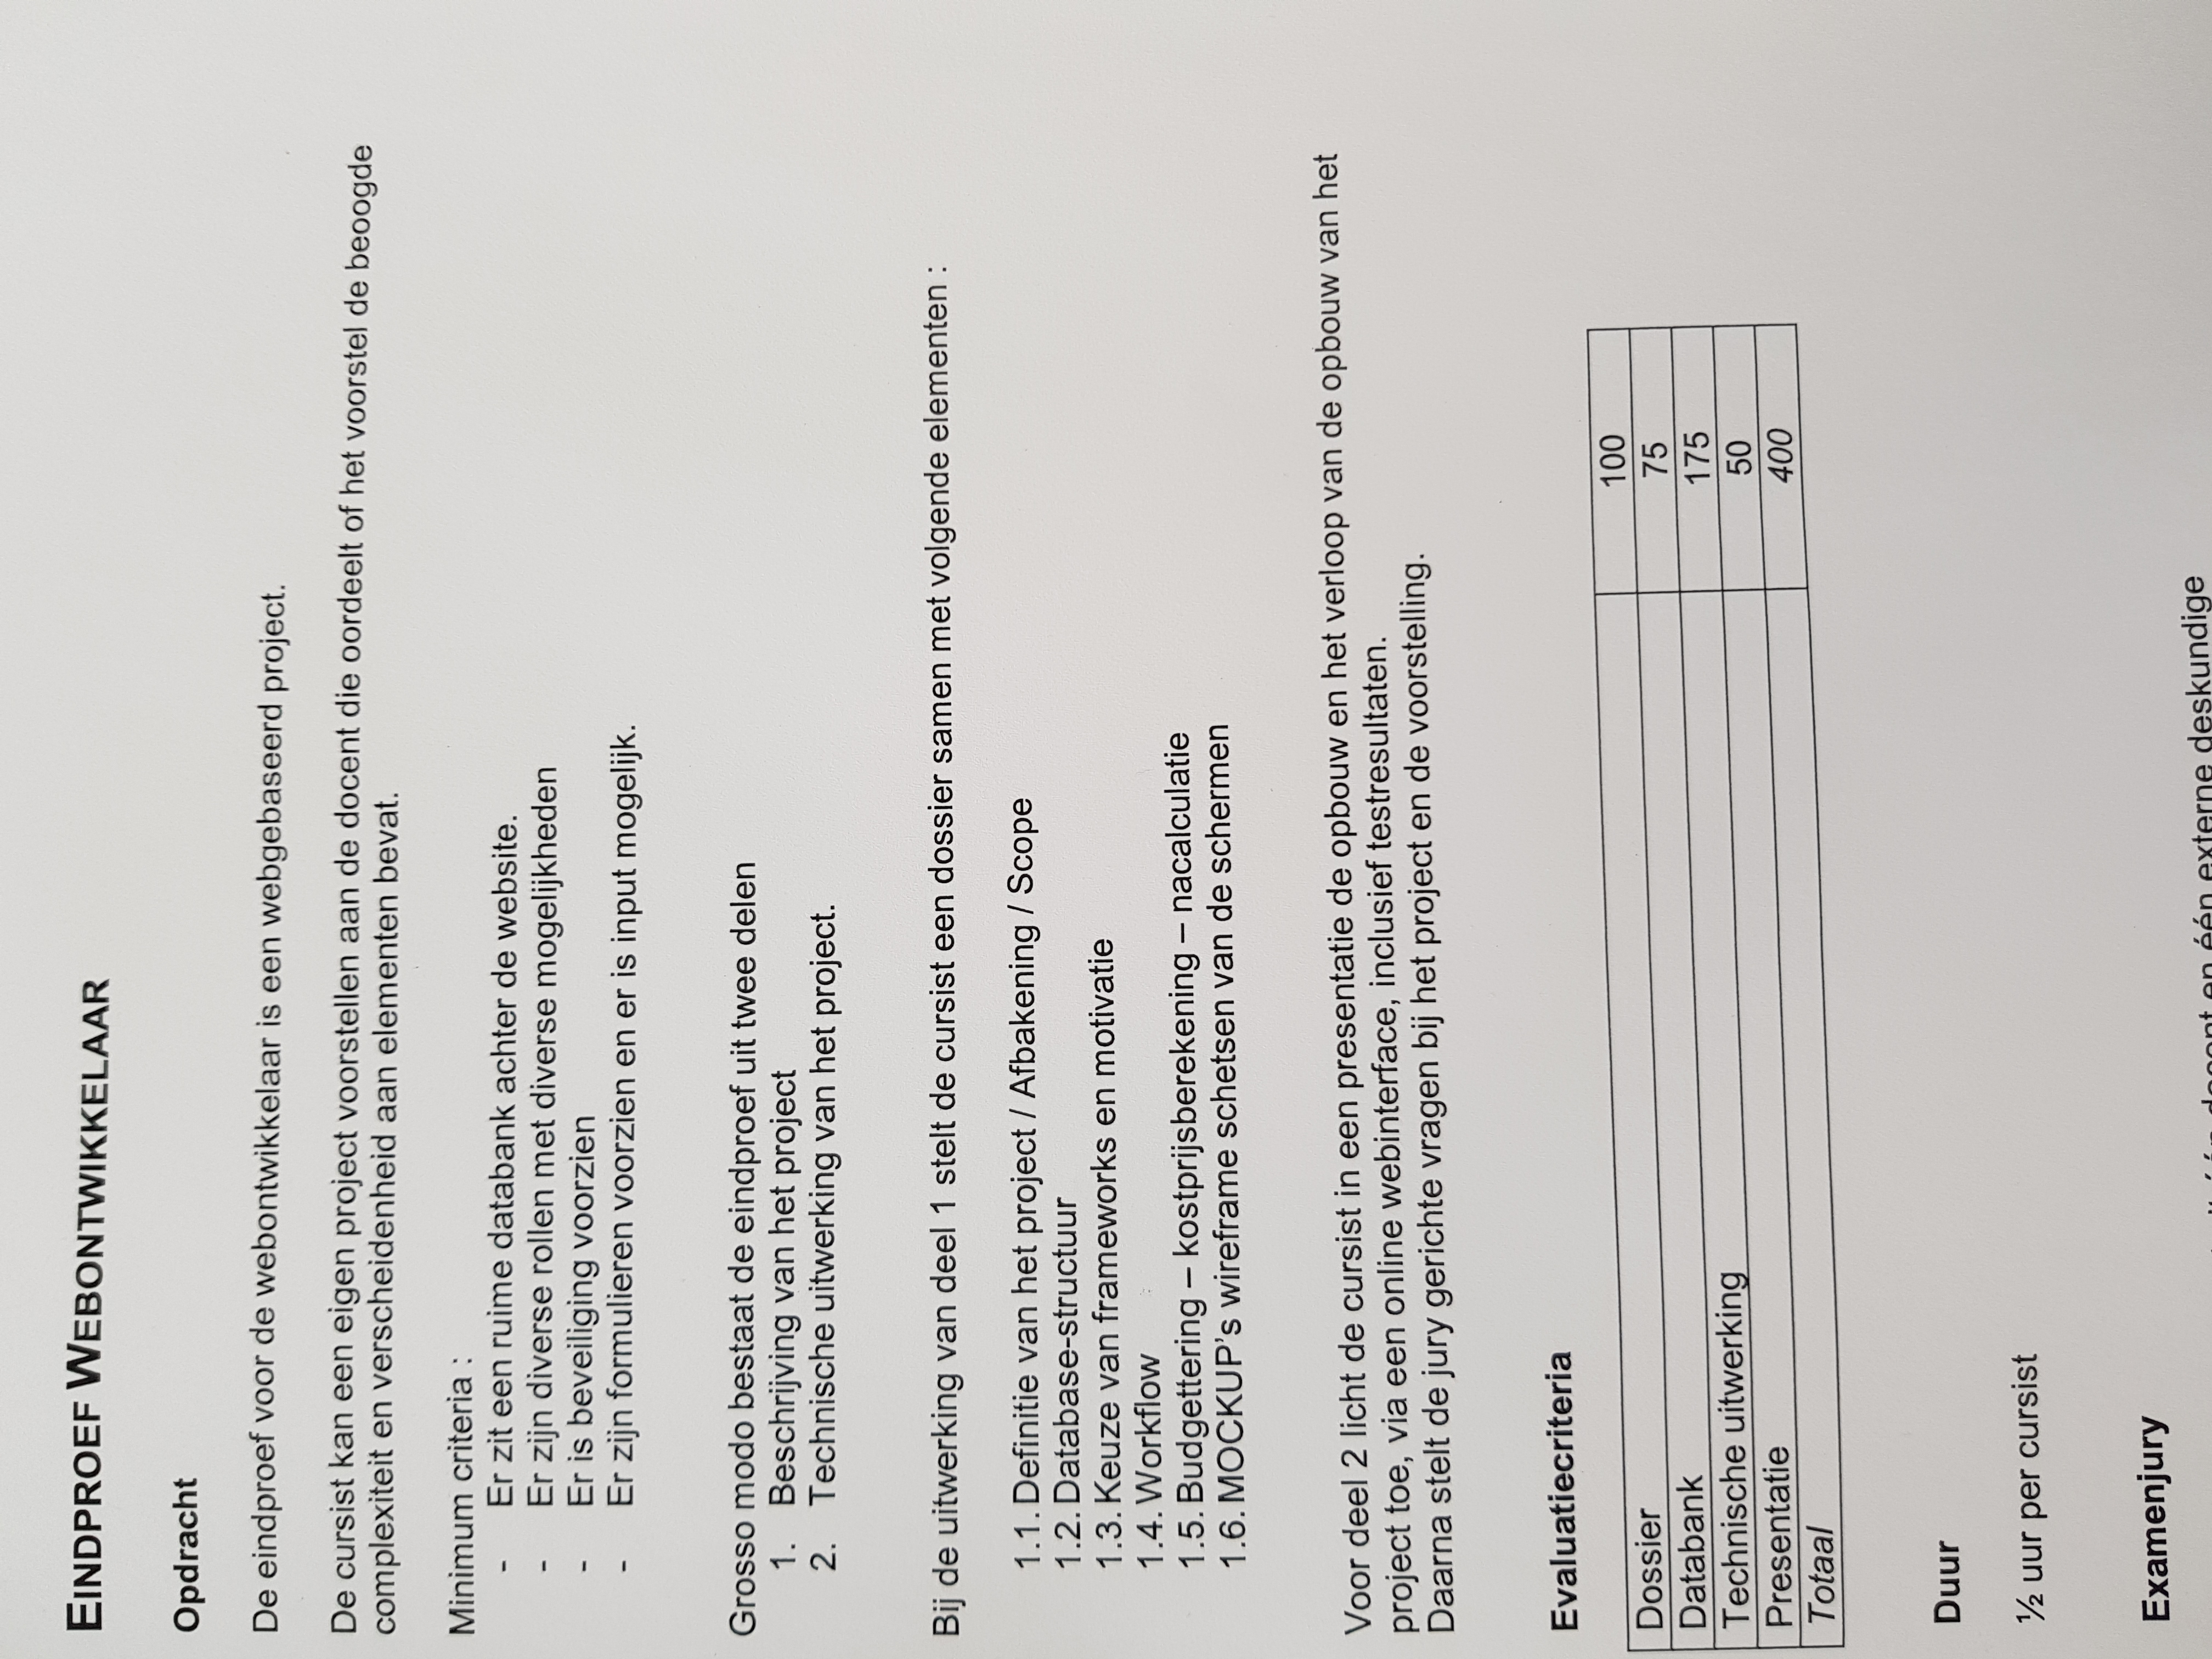 EINDPROEF WEBONTWIKKELAAR
Opdracht
De eindproef voor de webontwikkelaar is een webgebaseerd project.
De cursist kan een eigen project voorstellen aan de docent die oordeelt of het voorstel de beoogde
complexiteit en verscheidenheid aan elementen bevat.
Minimum criteria :
- Er zit een ruime databank achter de website.
- Er zijn diverse rollen met diverse mogelijkheden
- Er is beveiliging voorzien
- Er zijn formulieren voorzien en er is input mogelijk.
Grosso modo bestaat de eindproef uit twee delen
1. Beschrijving van het project
2. Technische uitwerking van het project.
Bij de uitwerking van deel 1 stelt de cursist een dossier samen met volgende elementen :
1.1. Definitie van het project / Afbakening / Scope
1.2. Database-structuur
1.3. Keuze van frameworks en motivatie
1.4. Workflow
1.5. Budgettering – kostprijsberekening – nacalculatie
1.6. MOCKUP's wireframe schetsen van de schermen
Voor deel 2 licht de cursist in een presentatie de opbouw en het verloop van de opbouw van het
project toe, via een online webinterface, inclusief testresultaten.
Daarna stelt de jury gerichte vragen bij het project en de voorstelling.
Evaluatiecriteria
Dossier 100
Databank 75
Technische uitwerking 175
Presentatie 50
Totaal 400
Duur
½ uur per cursist
Examenjury
één docent en één externe deskundige